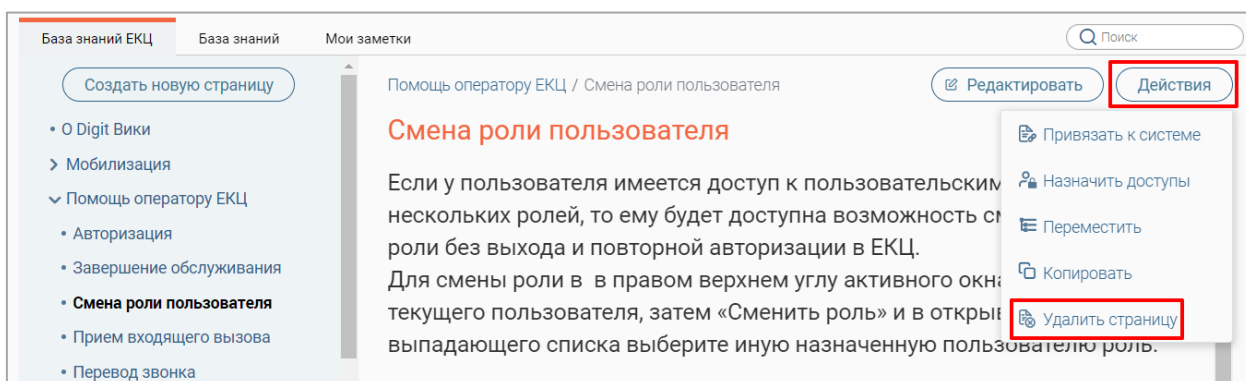 База знаний ЕКЦ
База знаний
Мои заметки
Поиск
Создать новую страницу
• О Digit Вики
Мобилизация
Помощь оператору ЕКЦ
• Авторизация
• Завершение обслуживания
• Смена роли пользователя
• Прием входящего вызова
• Перевод звонка
Помощь оператору ЕКЦ / Смена роли пользователя
Редактировать
Действия
Привязать к системе
Назначить доступы
Переместить
Копировать
Удалить страницу
Смена роли пользователя
Если у пользователя имеется доступ к пользовательским
нескольких ролей, то ему будет доступна возможность
роли без выхода и повторной авторизации в ЕКЦ.
Для смены роли в в правом верхнем углу активного
текущего пользователя, затем «Сменить роль» и в
выпадающего списка выберите иную назначенную пользователю роль.